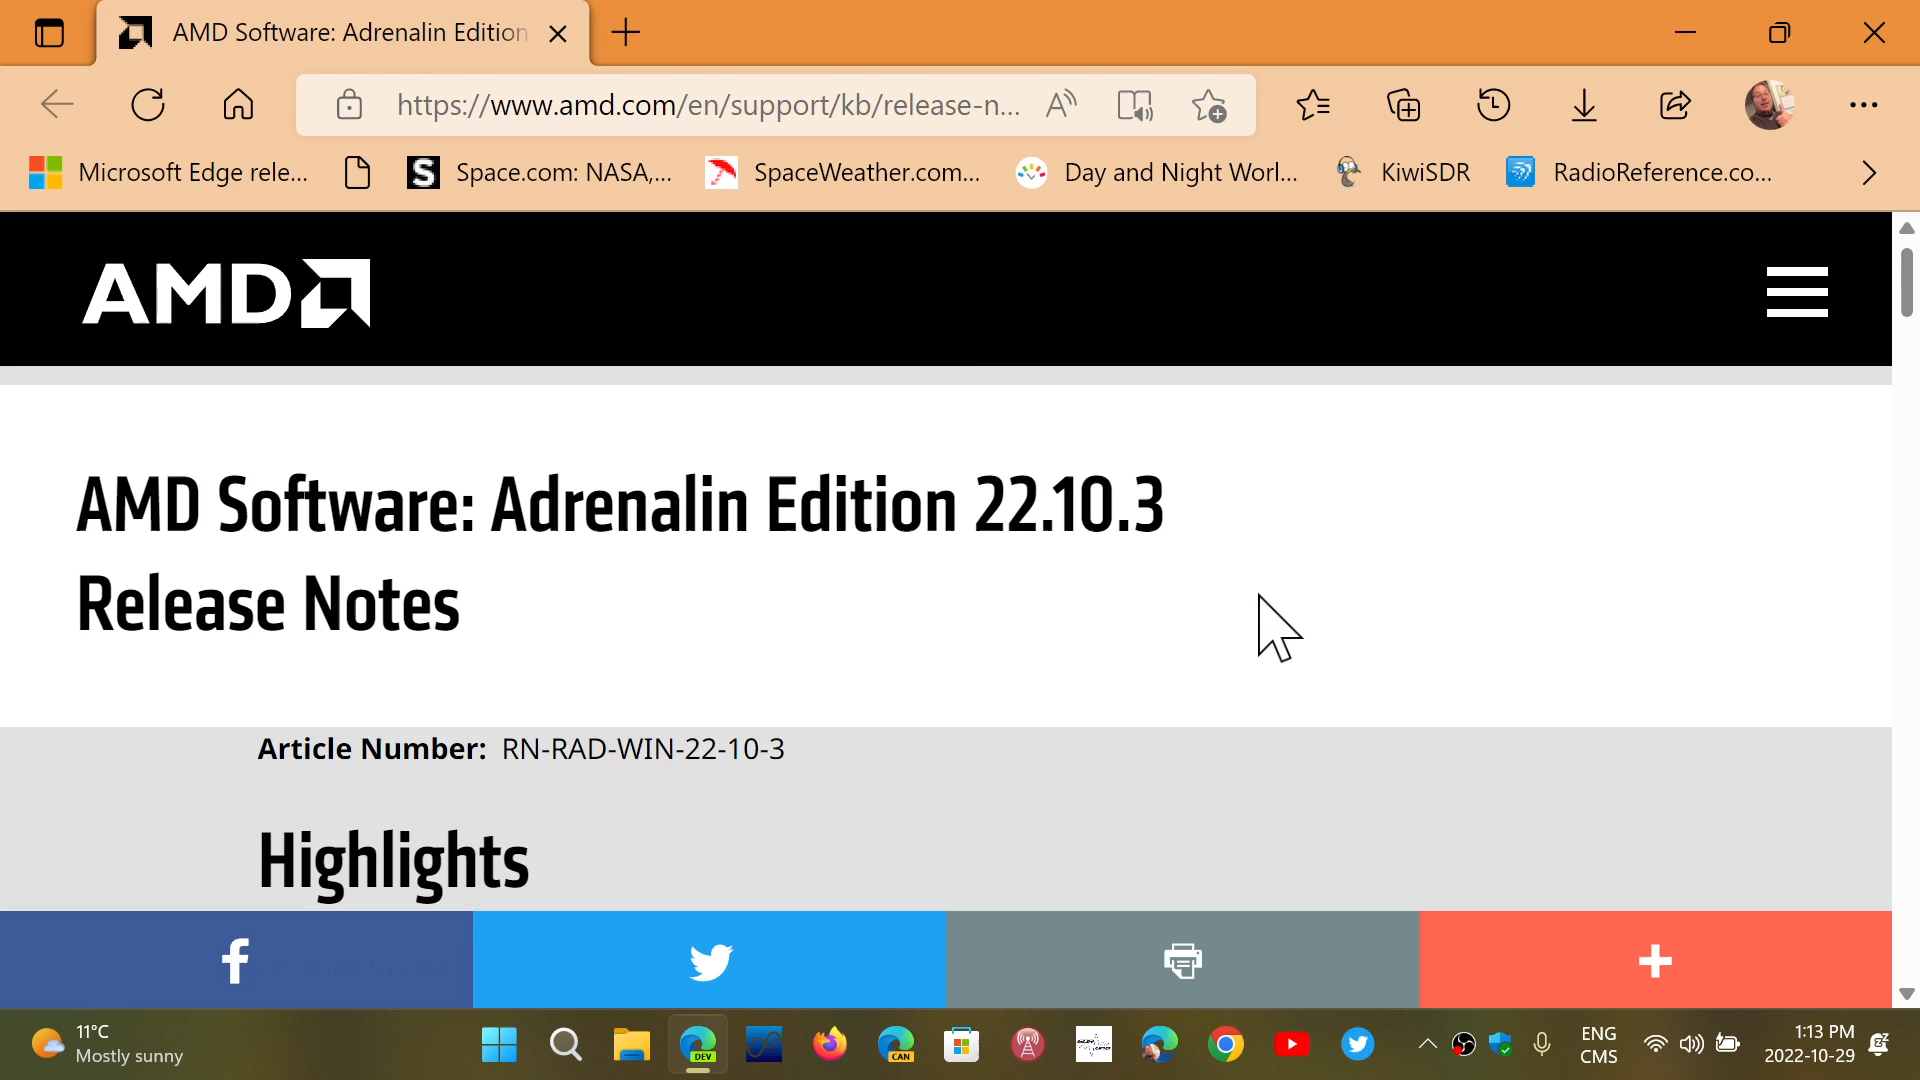 AMD Software: Adrenalin Edition
https://www.amd.com/en/support/kb/release-n...
Microsoft Edge rele...
S
Space.com: NASA,...
SpaceWeather.com...
Day and Night Worl...
KiwiSDR
RadioReference.co...
AMD
AMD Software: Adrenalin Edition 22.10.3
Release Notes
Article Number: RN-RAD-WIN-22-10-3
Highlights
11°C
Mostly sunny
DEV
CAN
ENG
CMS
1:13 PM
2022-10-29